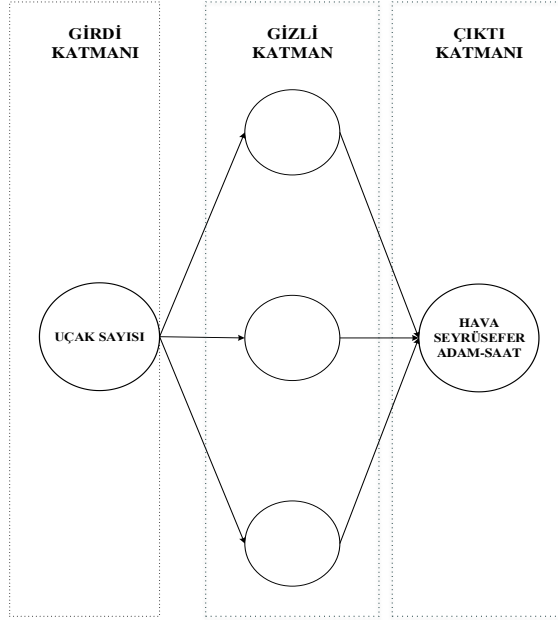 GİRDİ
KATMANI
GİZLİ
KATMAN
ÇIKTI
KATMANI
UÇAK SAYISI
HAVA
SEYRÜSEFER
ADAM-SAAT